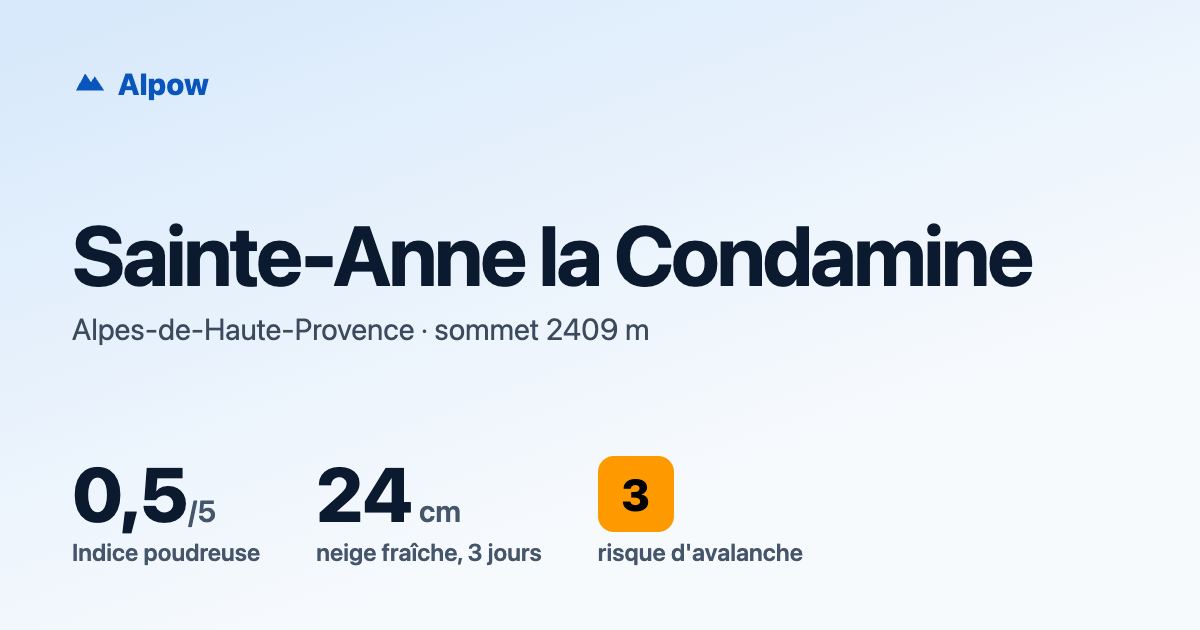 Alpow
Sainte-Anne la Condamine
Alpes-de-Haute-Provence · sommet 2409 m
0,5/5
Indice poudreuse
24 cm
neige fraîche, 3 jours
3
risque d'avalanche